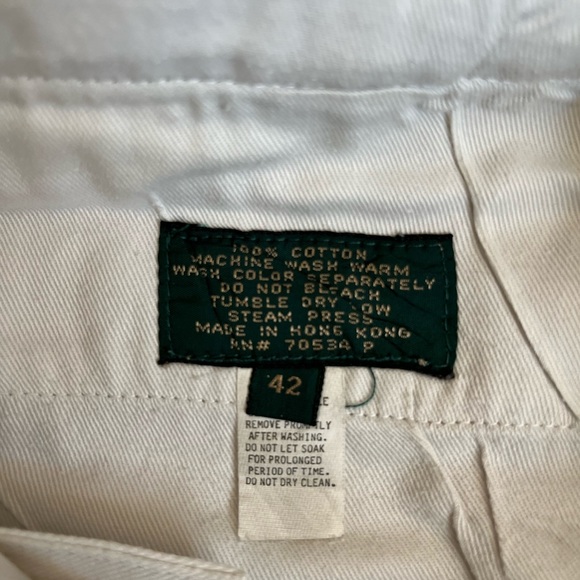 100% COTTON
MACHINE WASH WARM
WASH COLOR SEPARATELY
DO NOT BLEACH
TUMBLE DRY LOW
STEAM PRESS
MADE IN HONG KONG
RN# 70534 P
42
REMOVE PROMPTLY
AFTER WASHING.
DO NOT LET SOAK
FOR PROLONGED
PERIOD OF TIME.
DO NOT DRY CLEAN.